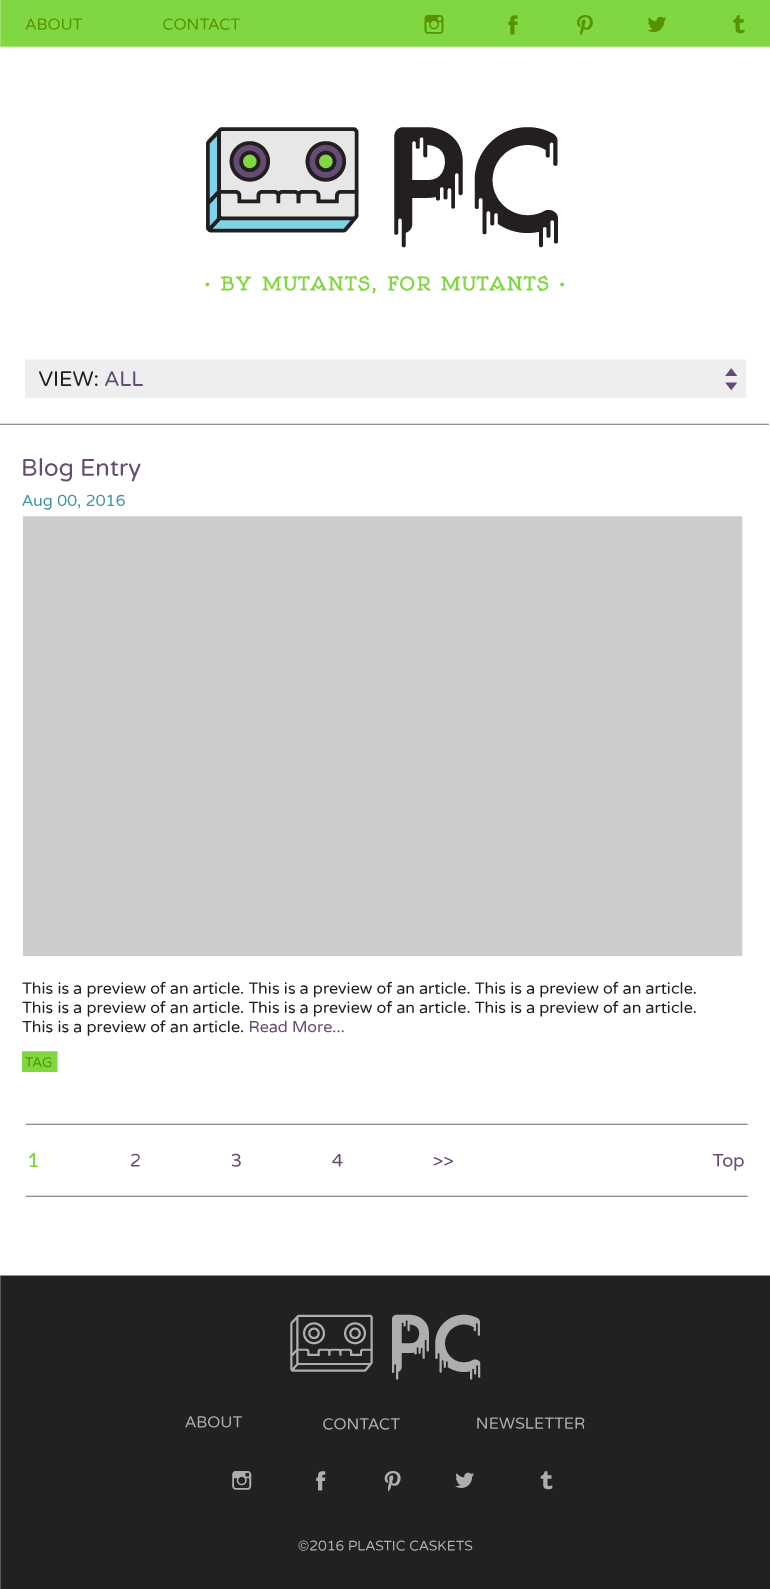 ABOUT CONTACT
PC
· BY MUTANTS, FOR MUTANTS ·
VIEW: ALL
Blog Entry
Aug 00, 2016
This is a preview of an article. This is a preview of an article. This is a preview of an article.
This is a preview of an article. This is a preview of an article. This is a preview of an article.
This is a preview of an article. Read More...
TAG
1 2 3 4 >> Top
PC
ABOUT CONTACT NEWSLETTER
©2016 PLASTIC CASKETS